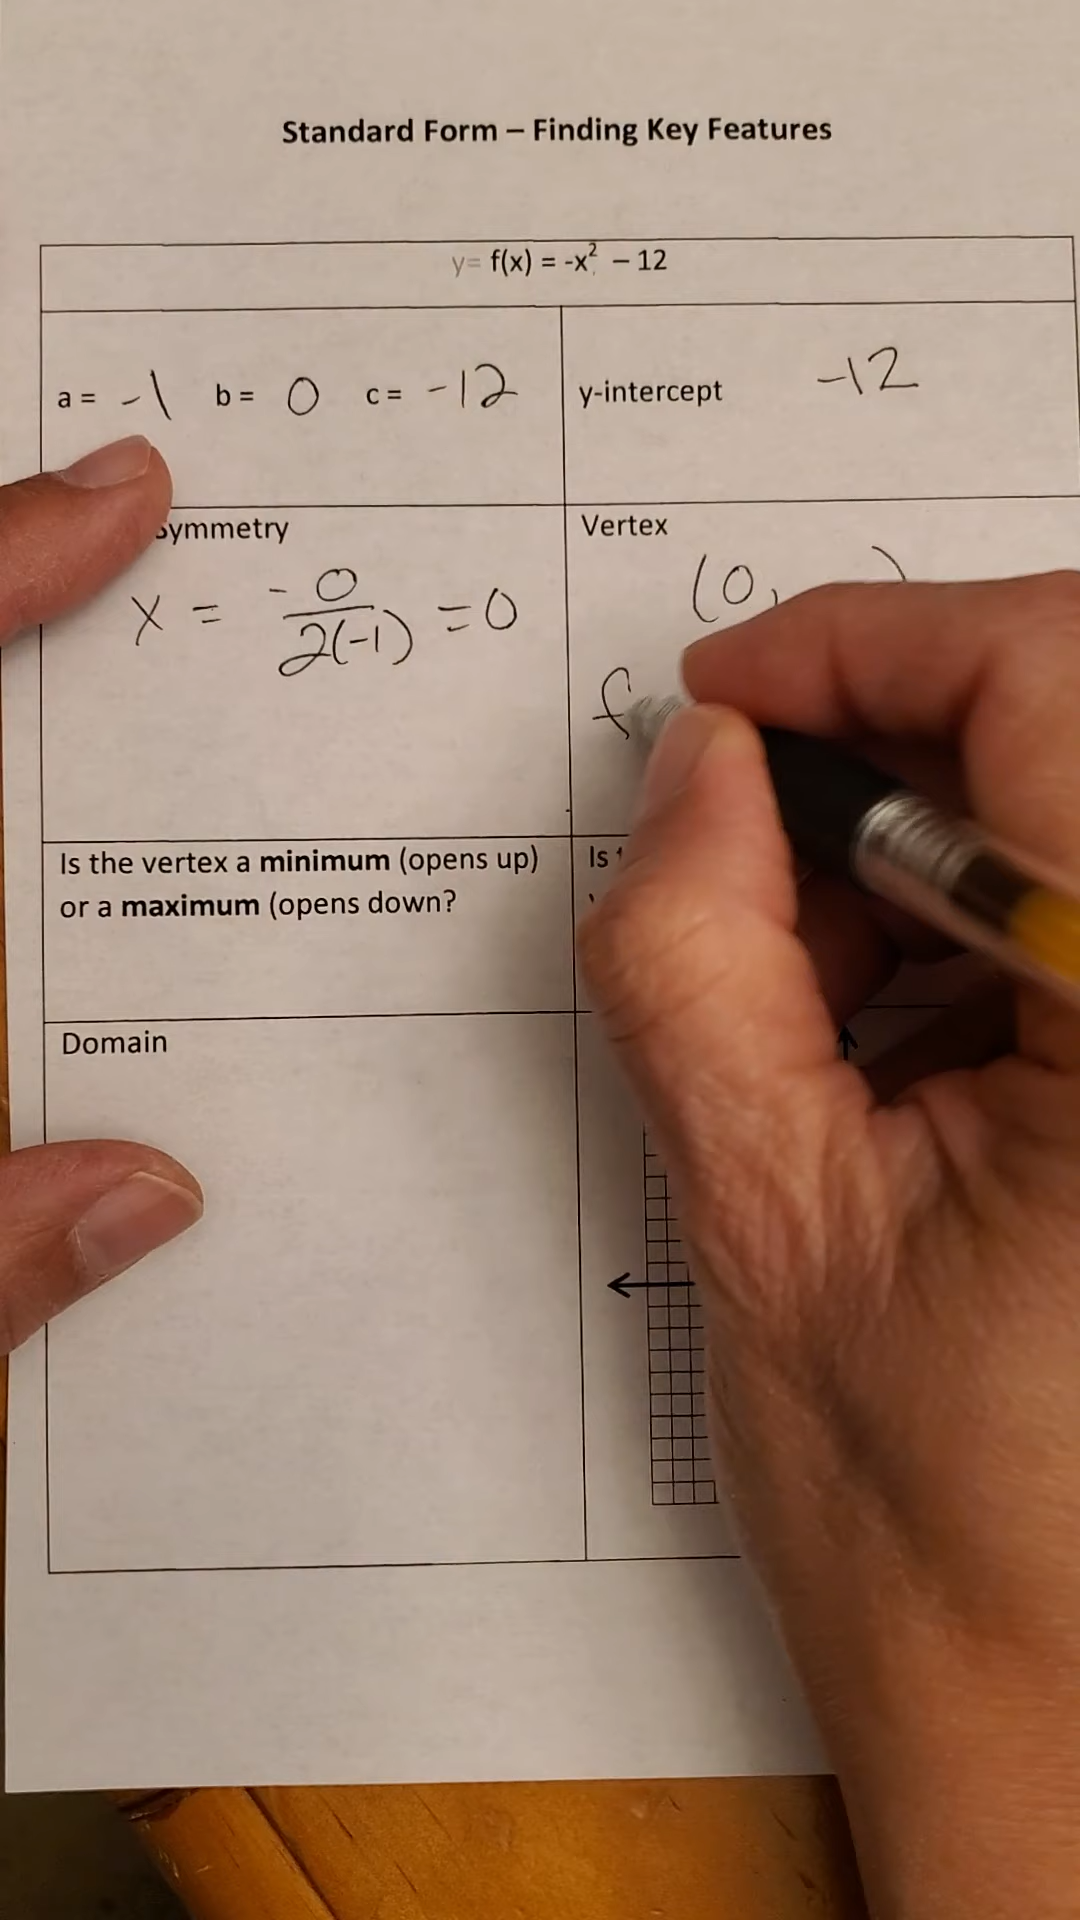 Standard Form – Finding Key Features
y= f(x) = -x² – 12
a = -1 b = 0 c = -12
y-intercept -12
symmetry
x = -0/2(-1) = 0
Vertex
(0, )
f
Is the vertex a minimum (opens up)
or a maximum (opens down?
Is
Domain